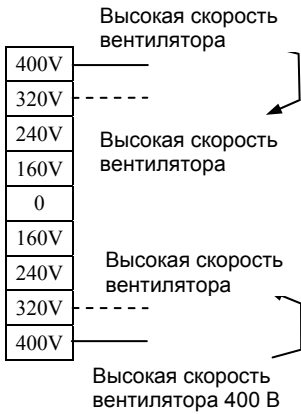 Высокая скорость
вентилятора
400V
320V
240V
Высокая скорость
вентилятора
160V
0
160V
240V
Высокая скорость
вентилятора
320V
400V
Высокая скорость
вентилятора 400 В